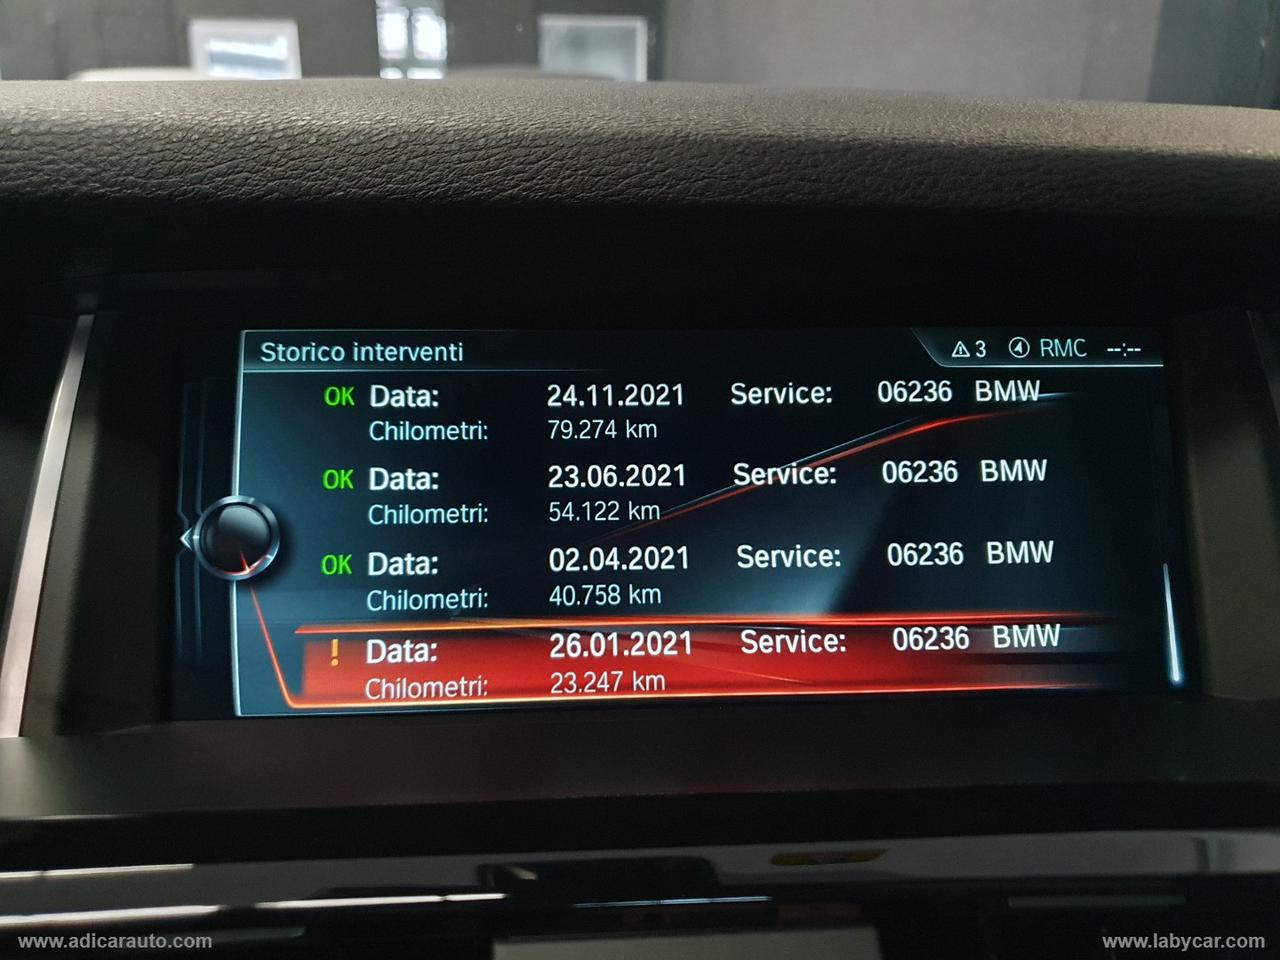 Storico interventi
3 RMC --:--
OK Data: 24.11.2021 Service: 06236 BMW
Chilometri: 79.274 km
OK Data: 23.06.2021 Service: 06236 BMW
Chilometri: 54.122 km
OK Data: 02.04.2021 Service: 06236 BMW
Chilometri: 40.758 km
! Data: 26.01.2021 Service: 06236 BMW
Chilometri: 23.247 km
www.adicarauto.com
www.labycar.com